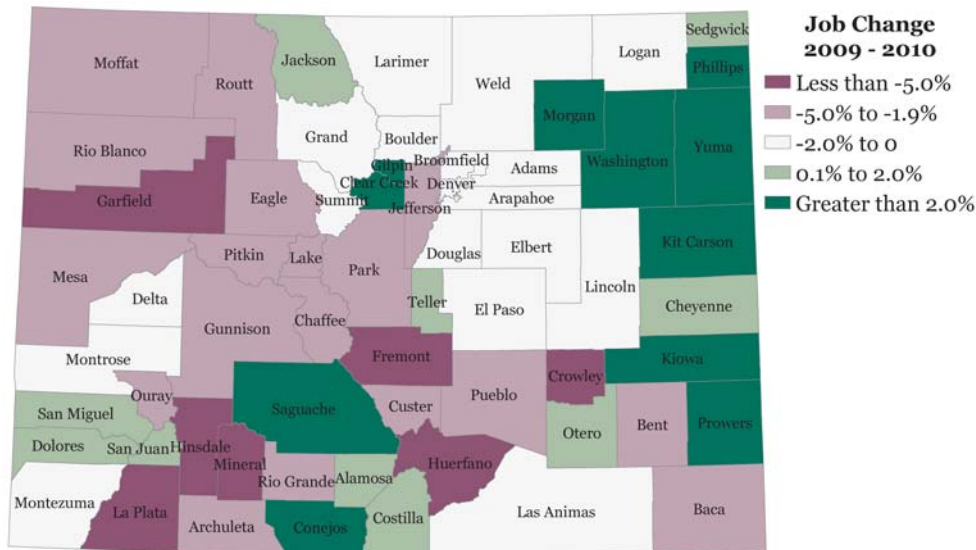 Job Change
2009 - 2010
Less than -5.0%
-5.0% to -1.9%
-2.0% to 0
0.1% to 2.0%
Greater than 2.0%
Moffat
Routt
Jackson
Larimer
Weld
Logan
Sedgwick
Phillips
Morgan
Grand
Boulder
Rio Blanco
Gilpin
Broomfield
Adams
Washington
Yuma
Garfield
Eagle
Summit
Clear Creek
Denver
Jefferson
Arapahoe
Mesa
Pitkin
Lake
Park
Douglas
Elbert
Kit Carson
Delta
Lincoln
Teller
Cheyenne
Gunnison
Chaffee
El Paso
Montrose
Fremont
Crowley
Kiowa
Ouray
Saguache
Custer
Pueblo
San Miguel
Otero
Bent
Prowers
Dolores
San Juan
Hinsdale
Mineral
Huerfano
Rio Grande
Alamosa
Montezuma
La Plata
Archuleta
Conejos
Costilla
Las Animas
Baca